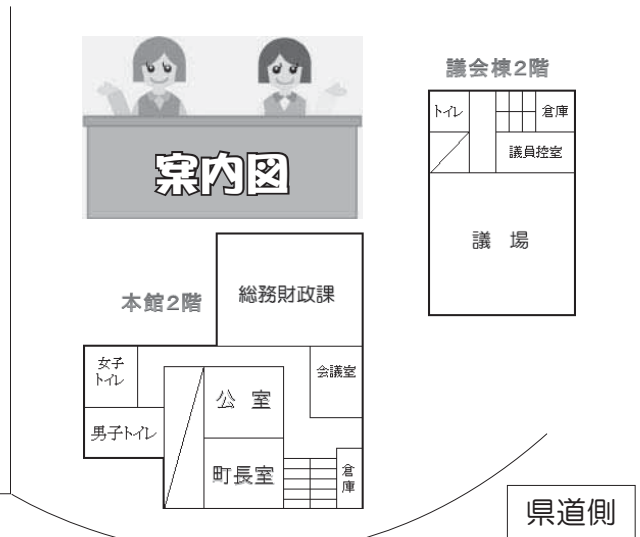 議会棟2階
トイレ
倉庫
議員控室
議 場
案内図
本館2階
総務財政課
女子
トイレ
会議室
公 室
男子トイレ
町長室
倉
庫
県道側